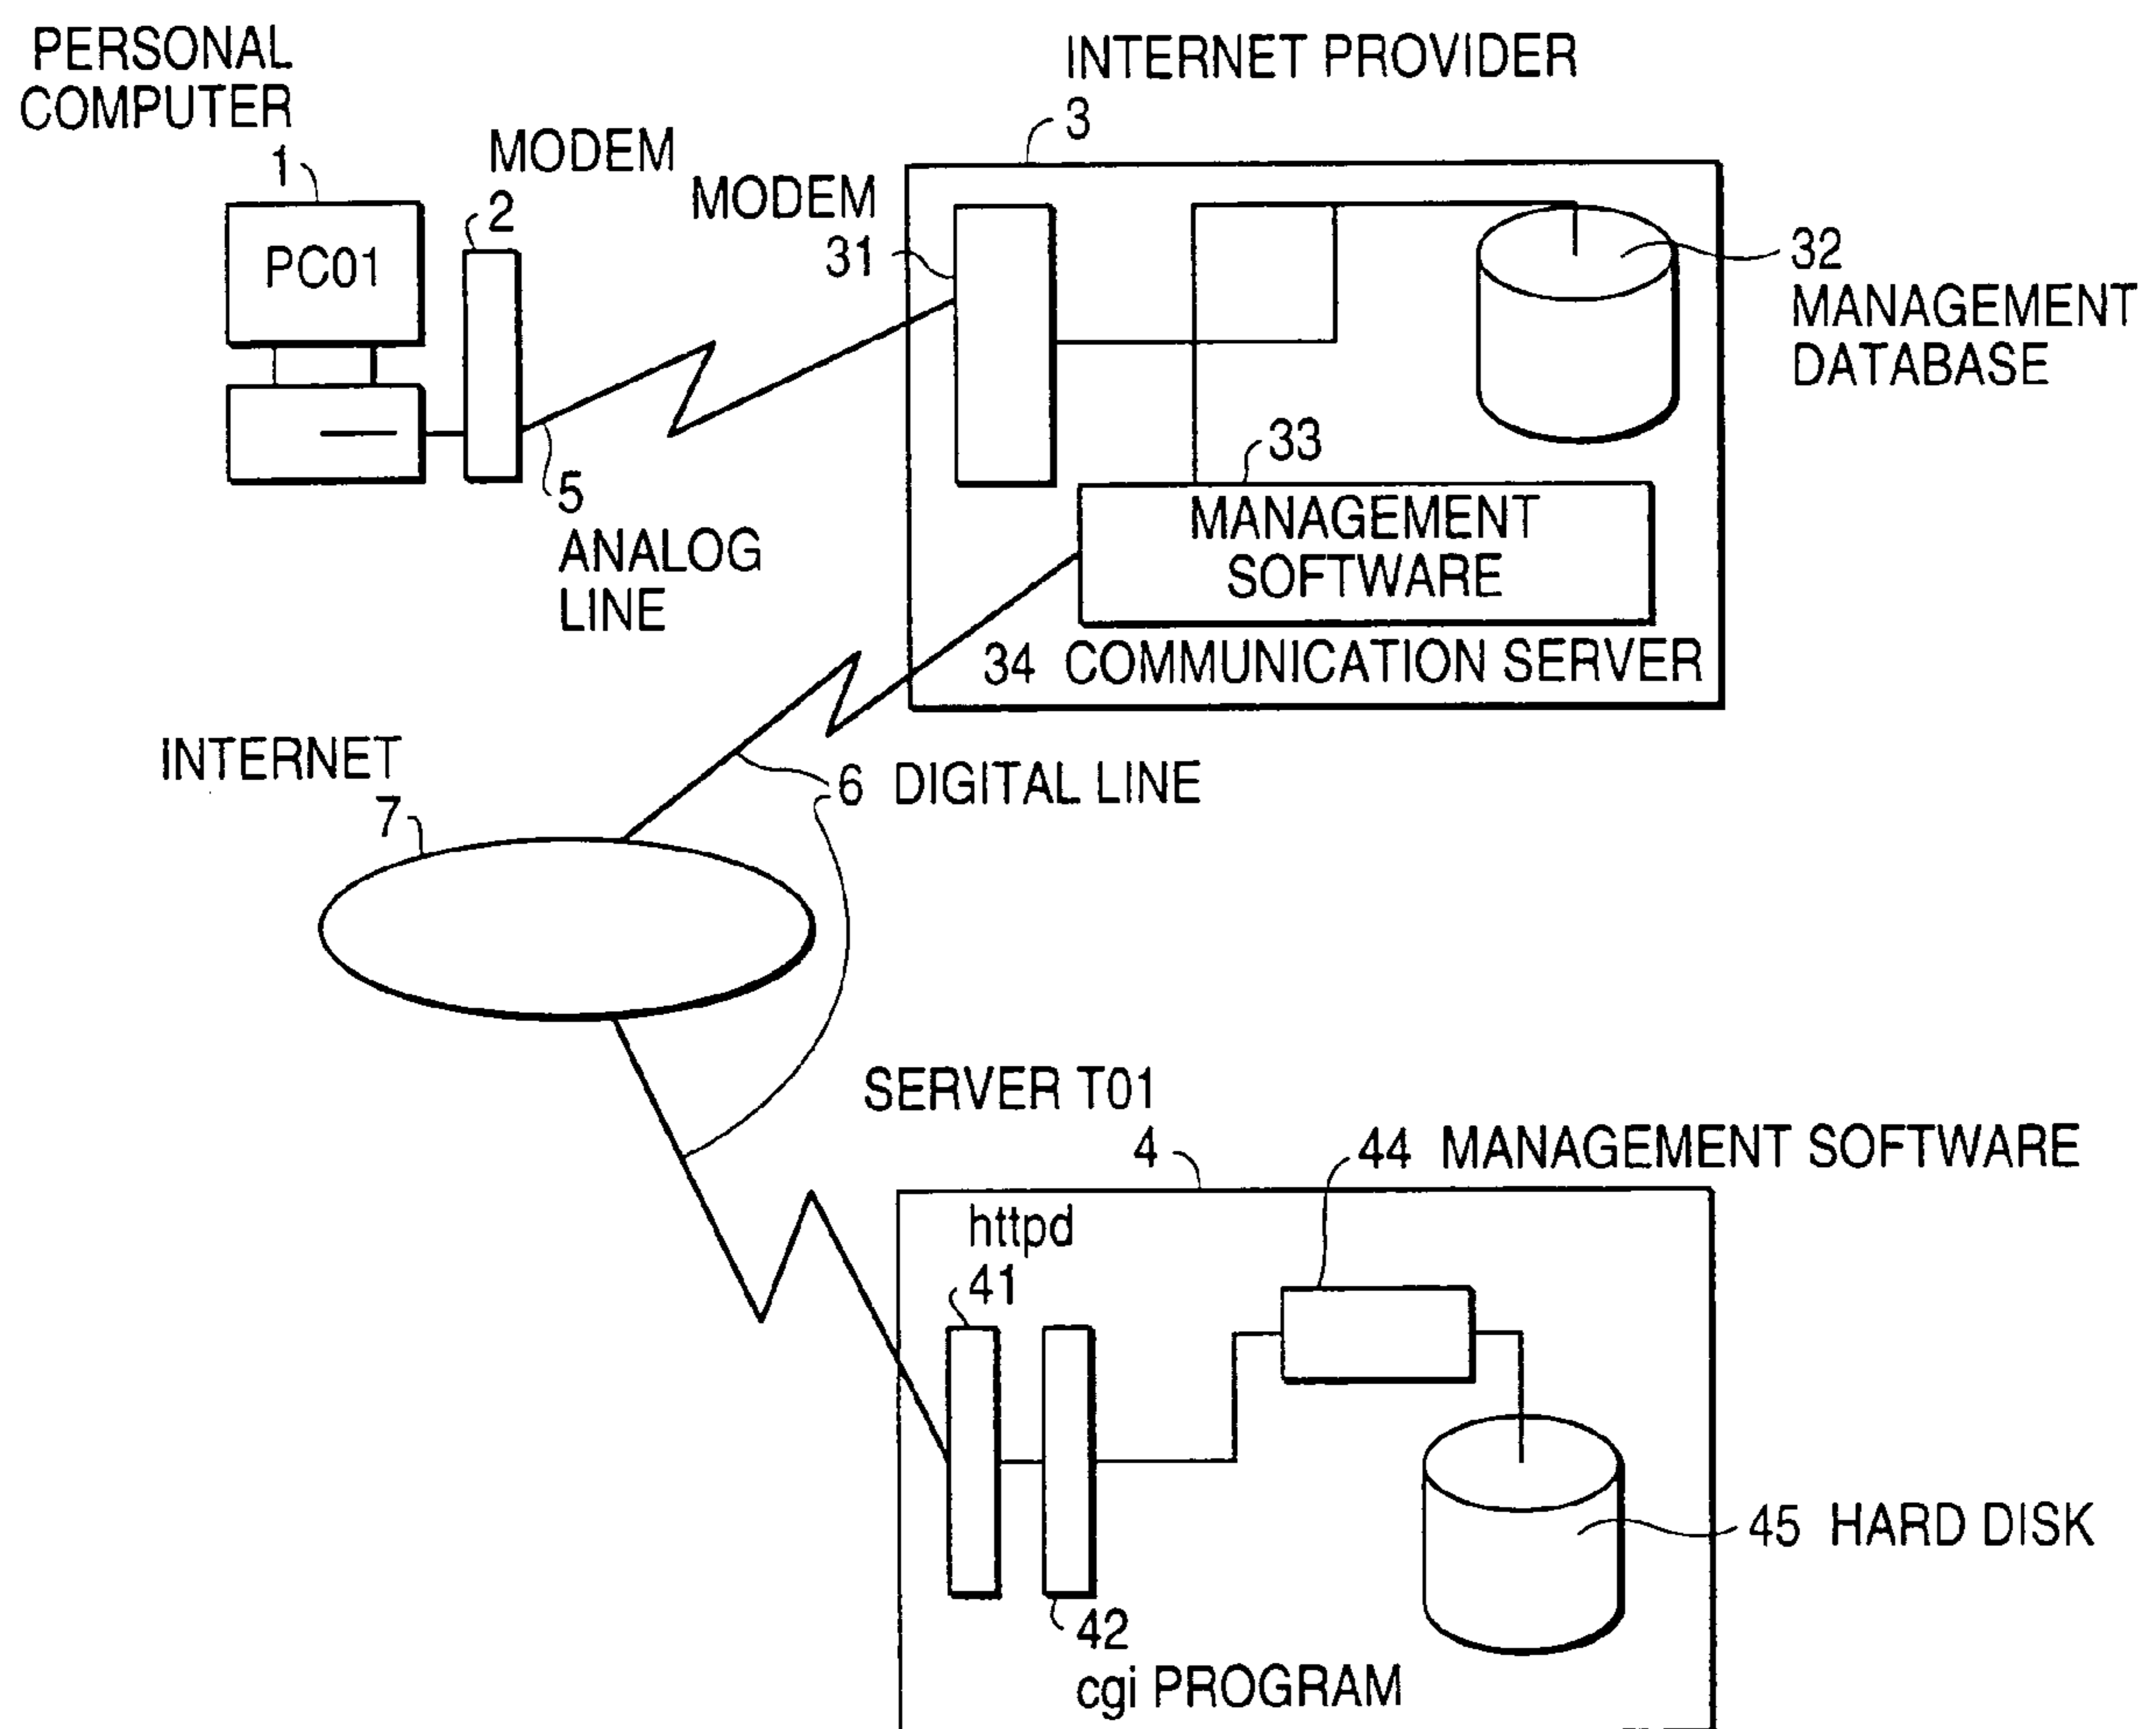 PERSONAL
COMPUTER
1
PC01
MODEM
2
MODEM
31
INTERNET PROVIDER
3
32
MANAGEMENT
DATABASE
33
MANAGEMENT
SOFTWARE
34 COMMUNICATION SERVER
5
ANALOG
LINE
INTERNET
7
6 DIGITAL LINE
SERVER T01
4
44 MANAGEMENT SOFTWARE
httpd
41
45 HARD DISK
42
cgi PROGRAM